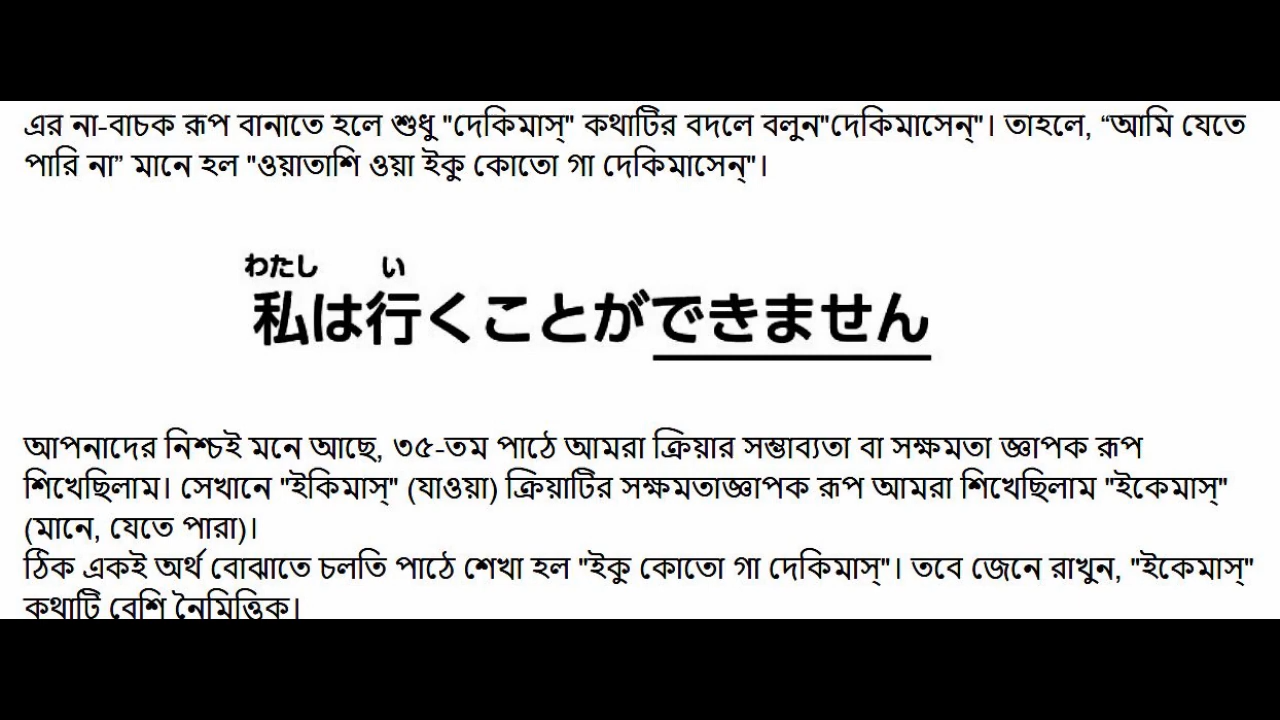 এর না-বাচক রূপ বানাতে হলে শুধু "দেকিমাস্" কথাটির বদলে বলুন"দেকিমাসেন্"। তাহলে, “আমি যেতে
পারি না” মানে হল "ওয়াতাশি ওয়া ইকু কোতো গা দেকিমাসেন্"।
わたし い
私は行くことができません
আপনাদের নিশ্চই মনে আছে, ৩৫-তম পাঠে আমরা ক্রিয়ার সম্ভাব্যতা বা সক্ষমতা জ্ঞাপক রূপ
শিখেছিলাম। সেখানে "ইকিমাস্" (যাওয়া) ক্রিয়াটির সক্ষমতাজ্ঞাপক রূপ আমরা শিখেছিলাম "ইকেমাস্"
(মানে, যেতে পারা)।
ঠিক একই অর্থ বোঝাতে চলতি পাঠে শেখা হল "ইকু কোতো গা দেকিমাস্"। তবে জেনে রাখুন, "ইকেমাস্"
কথাটি বেশি নৈমিত্তিক।